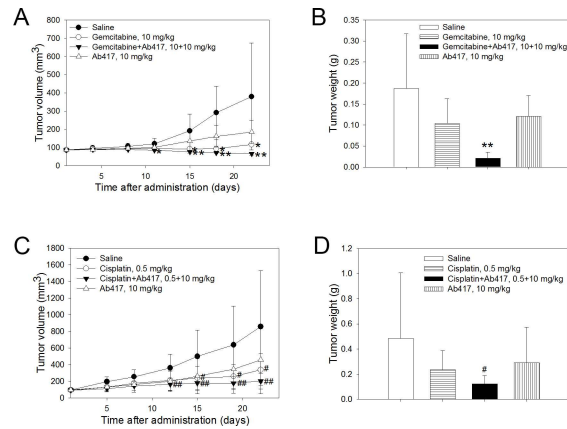 A
Saline
Gemcitabine, 10 mg/kg
Gemcitabine+Ab417, 10+10 mg/kg
Ab417, 10 mg/kg
Tumor volume (mm3)
800
700
600
500
400
300
200
100
0
* ** * ** * ** * **
5 10 15 20
Time after administration (days)
B
Saline
Gemcitabine, 10 mg/kg
Gemcitabine+Ab417, 10+10 mg/kg
Ab417, 10 mg/kg
Tumor weight (g)
0.35
0.30
0.25
0.20
0.15
0.10
0.05
0.00
**
C
Saline
Cisplatin, 0.5 mg/kg
Cisplatin+Ab417, 0.5+10 mg/kg
Ab417, 10 mg/kg
Tumor volume (mm3)
1800
1600
1400
1200
1000
800
600
400
200
0
# # #
## ## ## ##
5 10 15 20
Time after administration (days)
D
Saline
Cisplatin, 0.5 mg/kg
Cisplatin+Ab417, 0.5+10 mg/kg
Ab417, 10 mg/kg
Tumor weight (g)
1.2
1.0
0.8
0.6
0.4
0.2
0.0
#